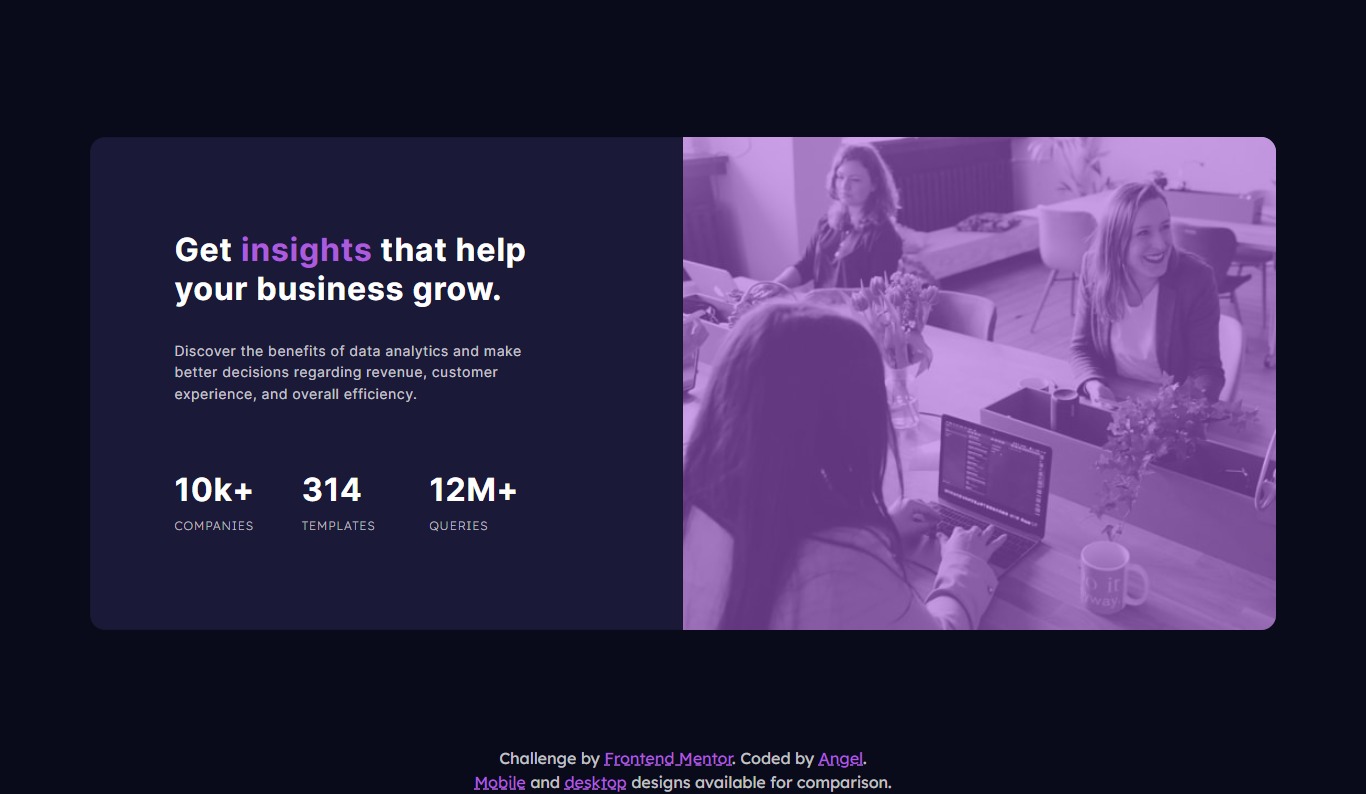 Get insights that help
your business grow.
Discover the benefits of data analytics and make
better decisions regarding revenue, customer
experience, and overall efficiency.
10k+ 314 12M+
COMPANIES TEMPLATES QUERIES
Challenge by Frontend Mentor. Coded by Angel.
Mobile and desktop designs available for comparison.